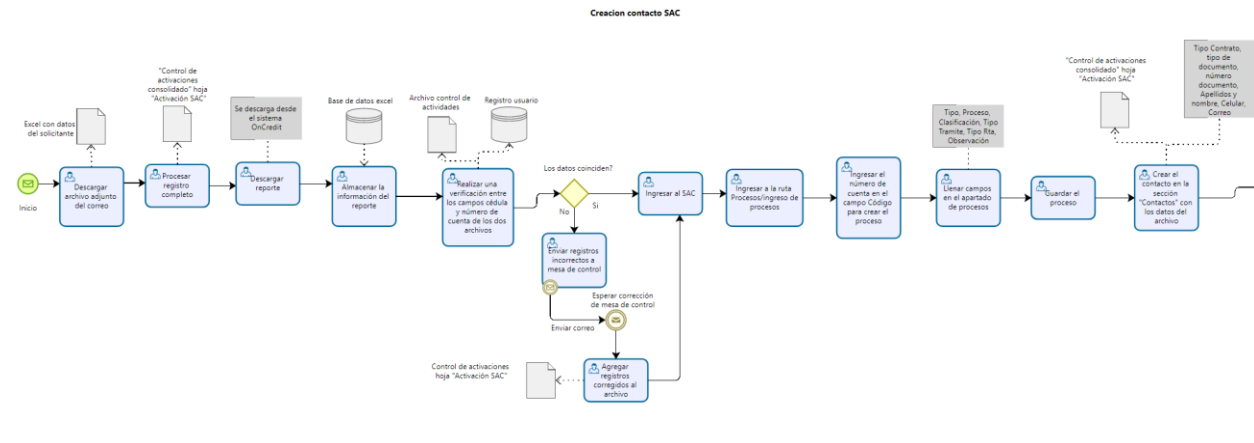 Creacion contacto SAC
Inicio
Excel con datos
del solicitante
Descargar
archivo adjunto
del correo
"Control de
activaciones
consolidado" hoja
"Activación SAC"
Procesar
registro
completo
Se descarga desde
el sistema
OnCredit
Descargar
reporte
Base de datos excel
Almacenar la
información del
reporte
Archivo control de
actividades
Registro usuario
Realizar una
verificación entre
los campos cédula
y número de
cuenta de los dos
archivos
Los datos coinciden?
No
Si
Enviar registros
incorrectos a
mesa de control
Enviar correo
Esperar corrección
de mesa de control
Control de activaciones
hoja "Activación SAC"
Agregar
registros
corregidos al
archivo
Ingresar al SAC
Ingresar a la ruta
Procesos/ingreso de
procesos
Ingresar el
número de
cuenta en el
campo Código
para crear el
proceso
Tipo, Proceso,
Clasificación, Tipo
Tramite, Tipo Rta,
Observación
Llenar campos
en el apartado
de procesos
Guardar el
proceso
"Control de activaciones
consolidado" hoja
"Activación SAC"
Tipo Contrato,
tipo de
documento,
número
documento,
Apellidos y
nombre, Celular,
Correo
Crear el
contacto en la
sección
"Contactos" con
los datos del
archivo